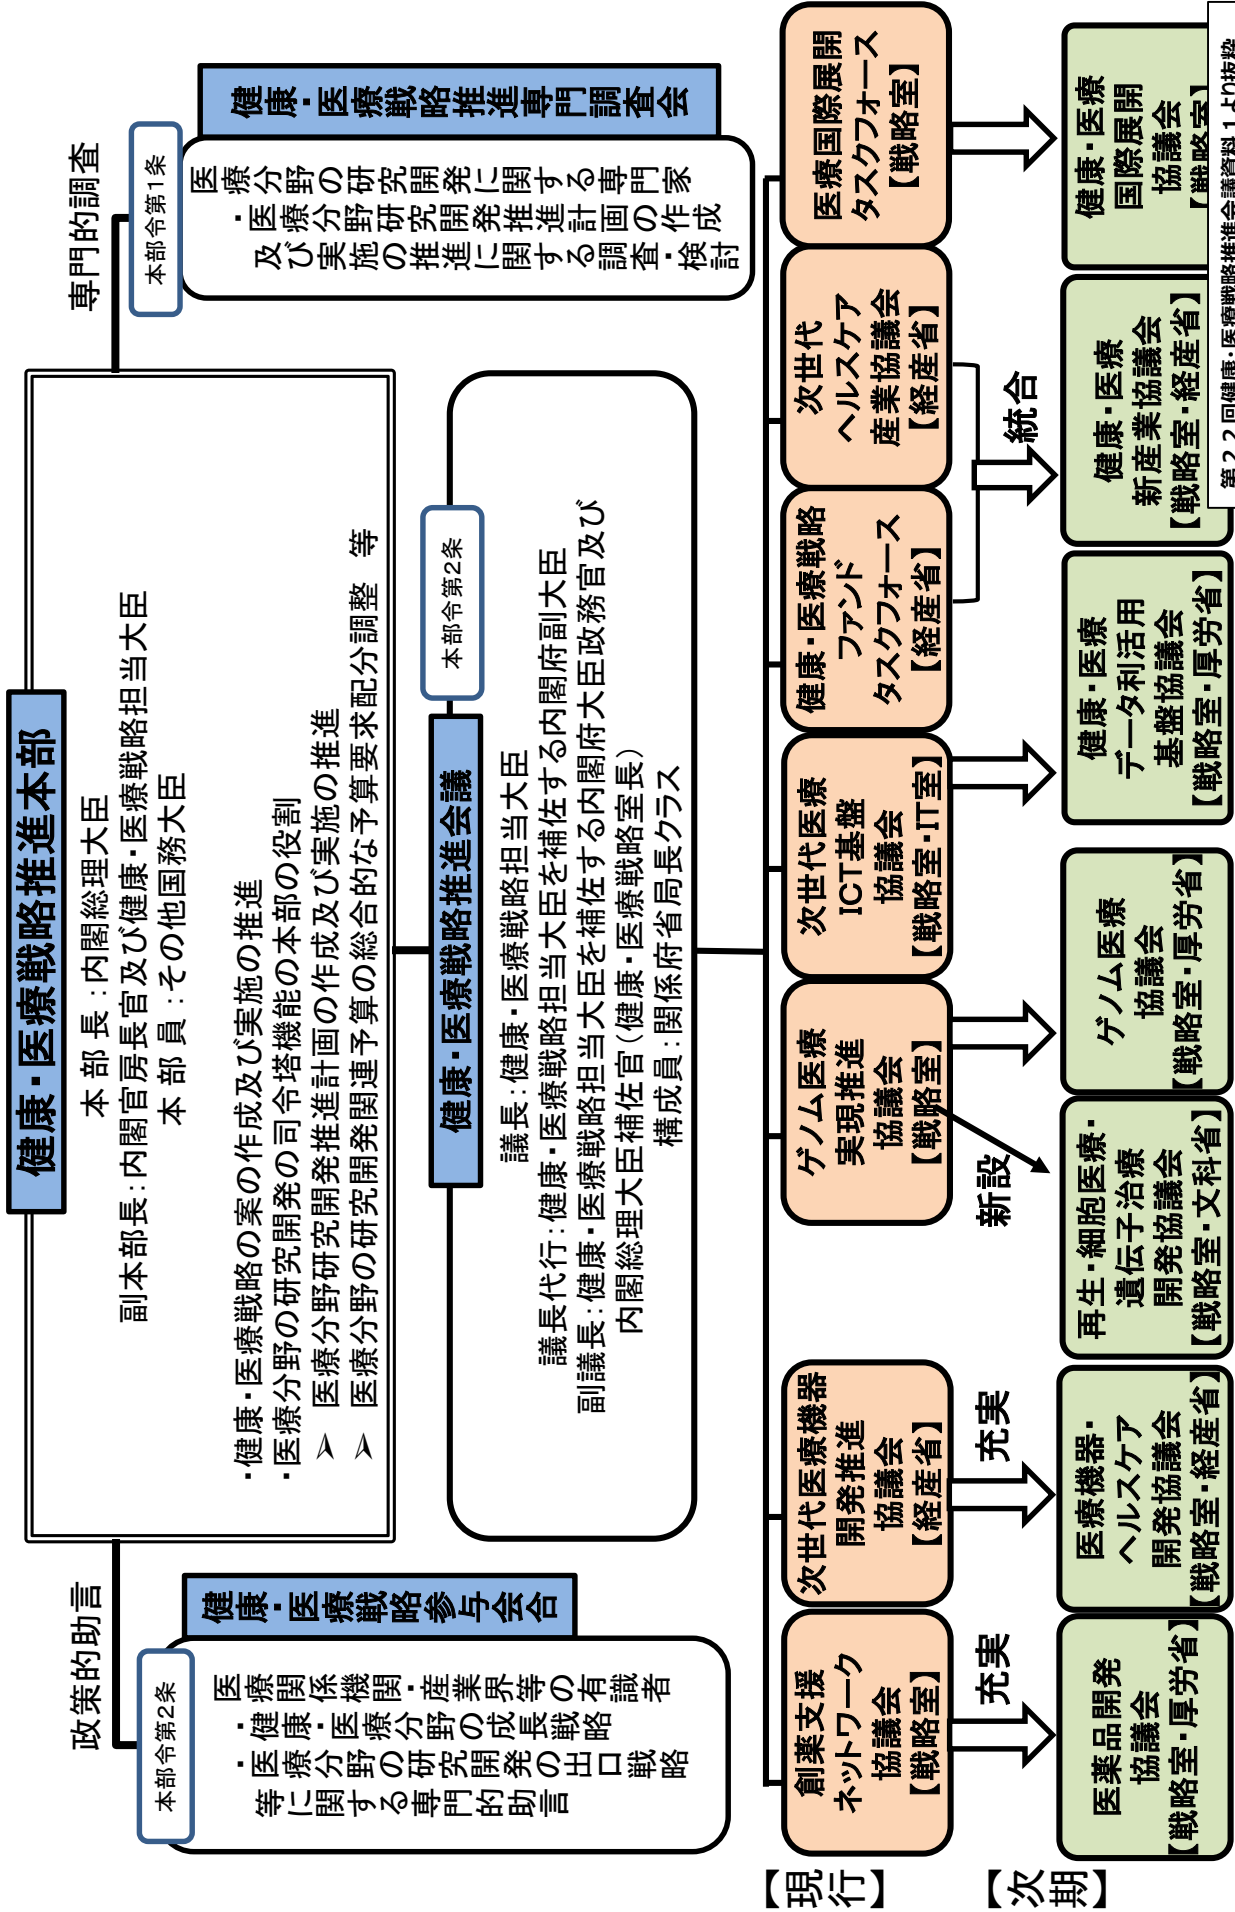 健康・医療戦略推進本部
本 部 長：内閣総理大臣
副本部長：内閣官房長官及び健康・医療戦略担当大臣
本 部 員：その他国務大臣
・健康・医療戦略の案の作成及び実施の推進
・医療分野の研究開発の司令塔機能の本部の役割
➢ 医療分野研究開発推進計画の作成及び実施の推進
➢ 医療分野の研究開発関連予算の総合的な予算要求配分調整 等
政策的助言
本部令第2条
健康・医療戦略参与会合
医療関係機関・産業界等の有識者
・健康・医療分野の成長戦略
・医療分野の研究開発の出口戦略
等に関する専門的助言
専門的調査
本部令第1条
健康・医療戦略推進専門調査会
医療分野の研究開発に関する専門家
・医療分野研究開発推進計画の作成
及び実施の推進に関する調査・検討
健康・医療戦略推進会議
本部令第2条
議長：健康・医療戦略担当大臣
議長代行：健康・医療戦略担当大臣を補佐する内閣府副大臣
副議長：健康・医療戦略担当大臣を補佐する内閣府大臣政務官及び
内閣総理大臣補佐官（健康・医療戦略室長）
構成員：関係府省局長クラス
【現行】
創薬支援
ネットワーク
協議会
【戦略室】
次世代医療機器
開発推進
協議会
【経産省】
ゲノム医療
実現推進
協議会
【戦略室】
次世代医療
ICT基盤
協議会
【戦略室・IT室】
健康・医療戦略
ファンド
タスクフォース
【経産省】
次世代
ヘルスケア
産業協議会
【経産省】
医療国際展開
タスクフォース
【戦略室】
充実
充実
新設
統合
【次期】
医薬品開発
協議会
【戦略室・厚労省】
医療機器・
ヘルスケア
開発協議会
【戦略室・経産省】
再生・細胞医療・
遺伝子治療
開発協議会
【戦略室・文科省】
ゲノム医療
協議会
【戦略室・厚労省】
健康・医療
データ利活用
基盤協議会
【戦略室・厚労省】
健康・医療
新産業協議会
【戦略室・経産省】
健康・医療
国際展開
協議会
【戦略室】
第２２回健康・医療戦略推進会議資料１より抜粋